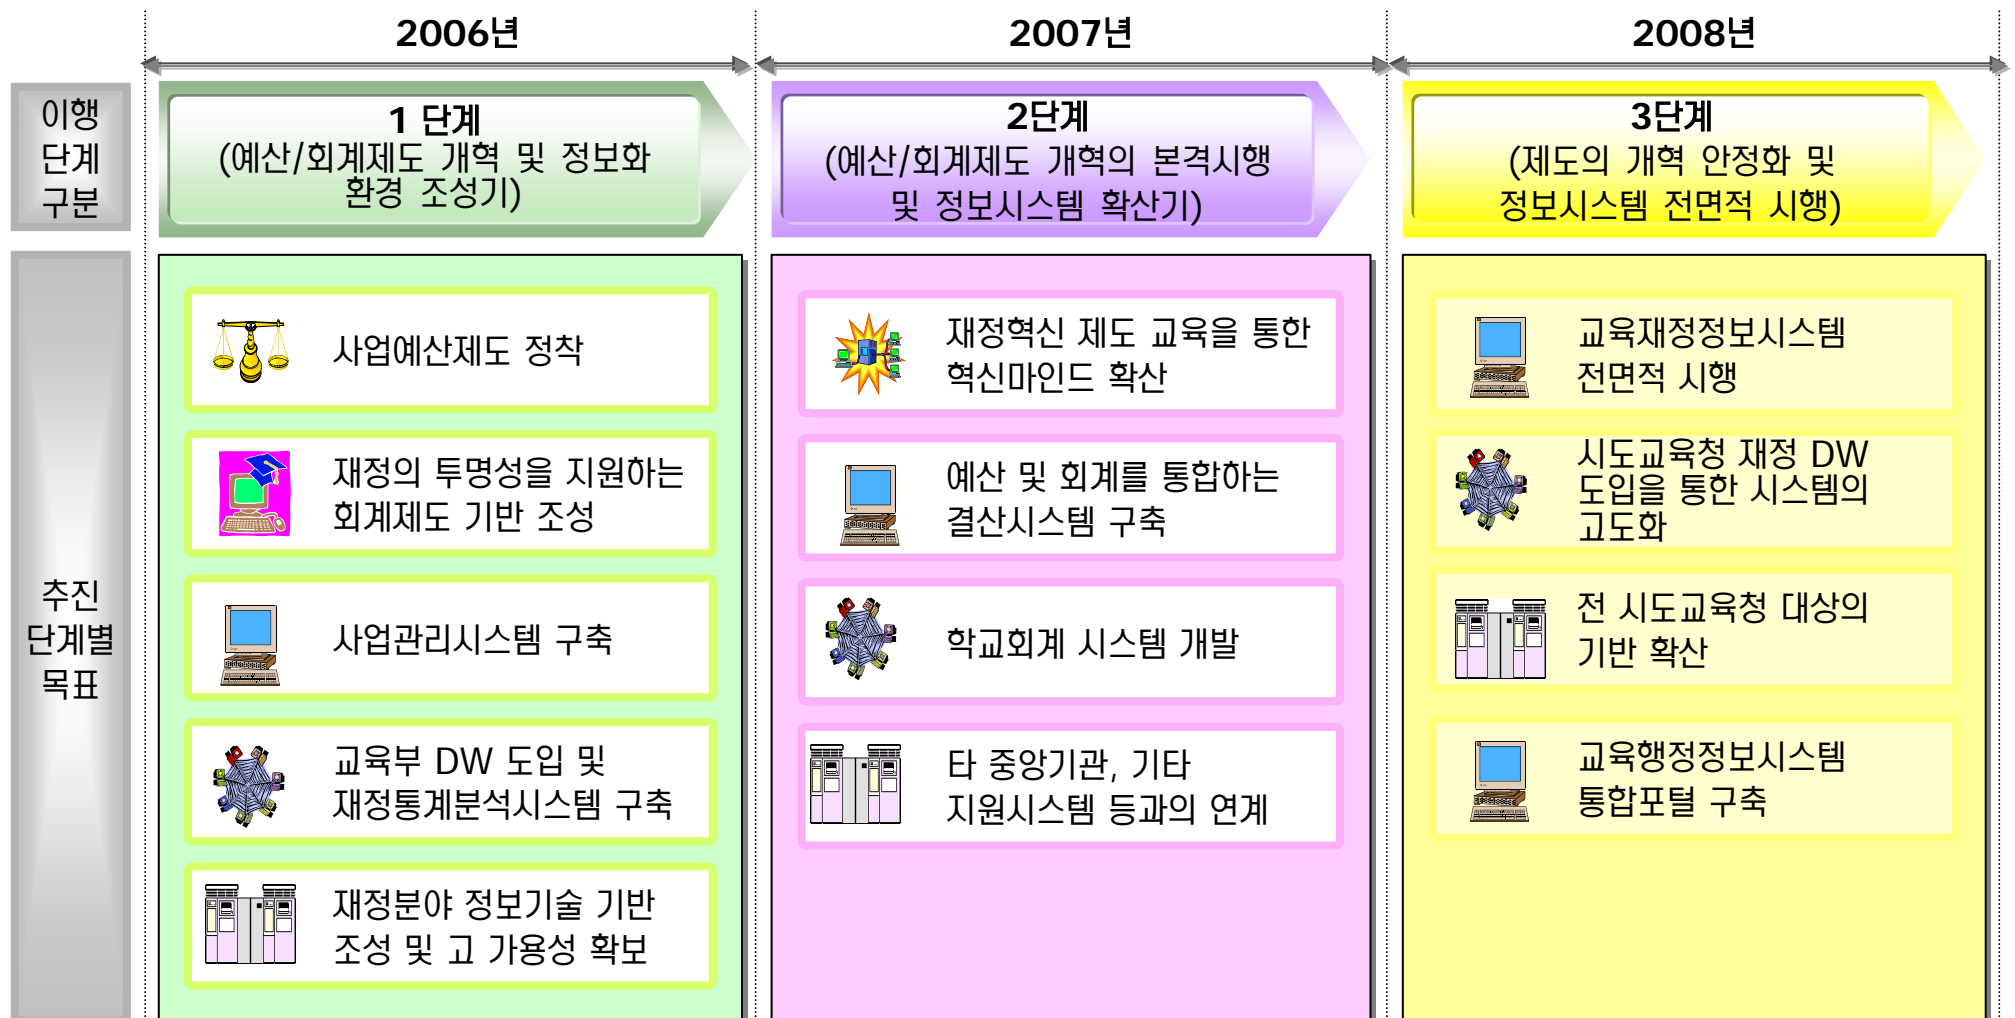 2006년
2007년
2008년
이행
단계
구분
1 단계
(예산/회계제도 개혁 및 정보화
환경 조성기)
2단계
(예산/회계제도 개혁의 본격시행
및 정보시스템 확산기)
3단계
(제도의 개혁 안정화 및
정보시스템 전면적 시행)
추진
단계별
목표
사업예산제도 정착
재정의 투명성을 지원하는
회계제도 기반 조성
사업관리시스템 구축
교육부 DW 도입 및
재정통계분석시스템 구축
재정분야 정보기술 기반
조성 및 고 가용성 확보
재정혁신 제도 교육을 통한
혁신마인드 확산
예산 및 회계를 통합하는
결산시스템 구축
학교회계 시스템 개발
타 중앙기관, 기타
지원시스템 등과의 연계
교육재정정보시스템
전면적 시행
시도교육청 재정 DW
도입을 통한 시스템의
고도화
전 시도교육청 대상의
기반 확산
교육행정정보시스템
통합포털 구축